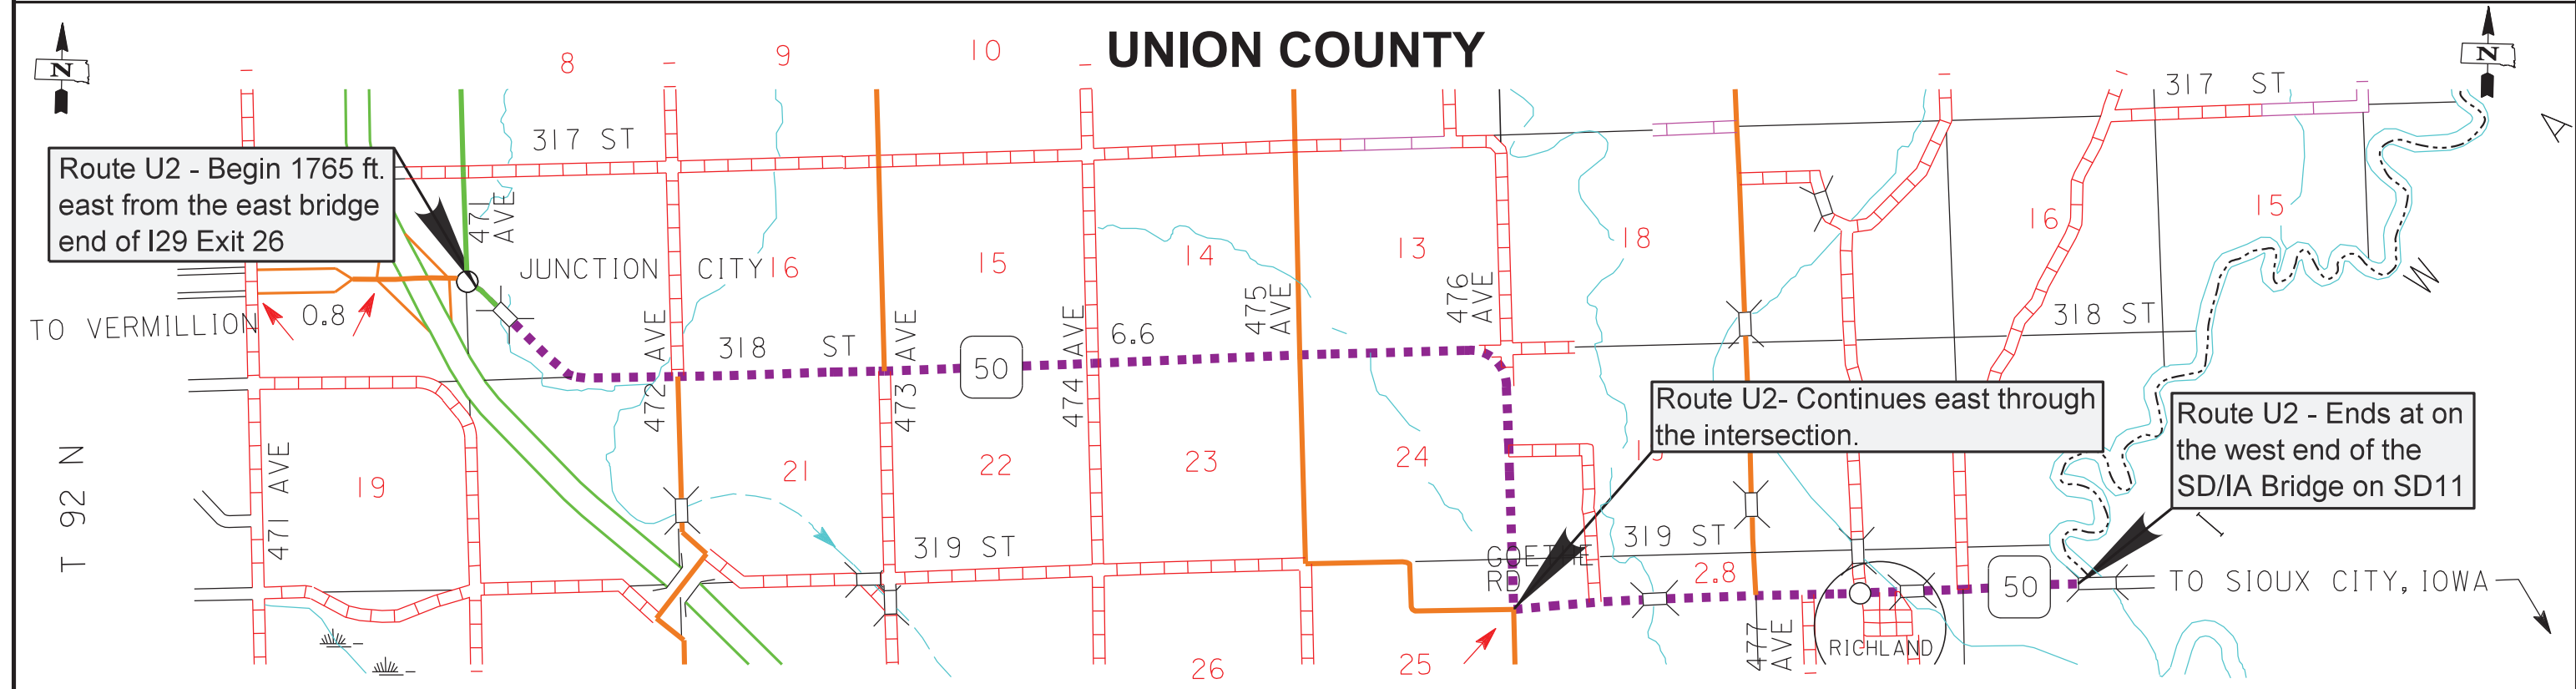 UNION COUNTY
N
N
8
9
10
317 ST
317 ST
A
Route U2 - Begin 1765 ft.
east from the east bridge
end of I29 Exit 26
471
AVE
JUNCTION CITY
16
15
14
13
18
16
15
W
TO VERMILLION
0.8
472 AVE
318 ST
473 AVE
50
474 AVE
6.6
475
AVE
476
AVE
318 ST
Route U2- Continues east through
the intersection.
Route U2 - Ends at on
the west end of the
SD/IA Bridge on SD11
T 92 N
19
471 AVE
21
22
23
24
319 ST
GOETHE
RD
319 ST
2.8
50
TO SIOUX CITY, IOWA
477
AVE
RICHLAND
26
25